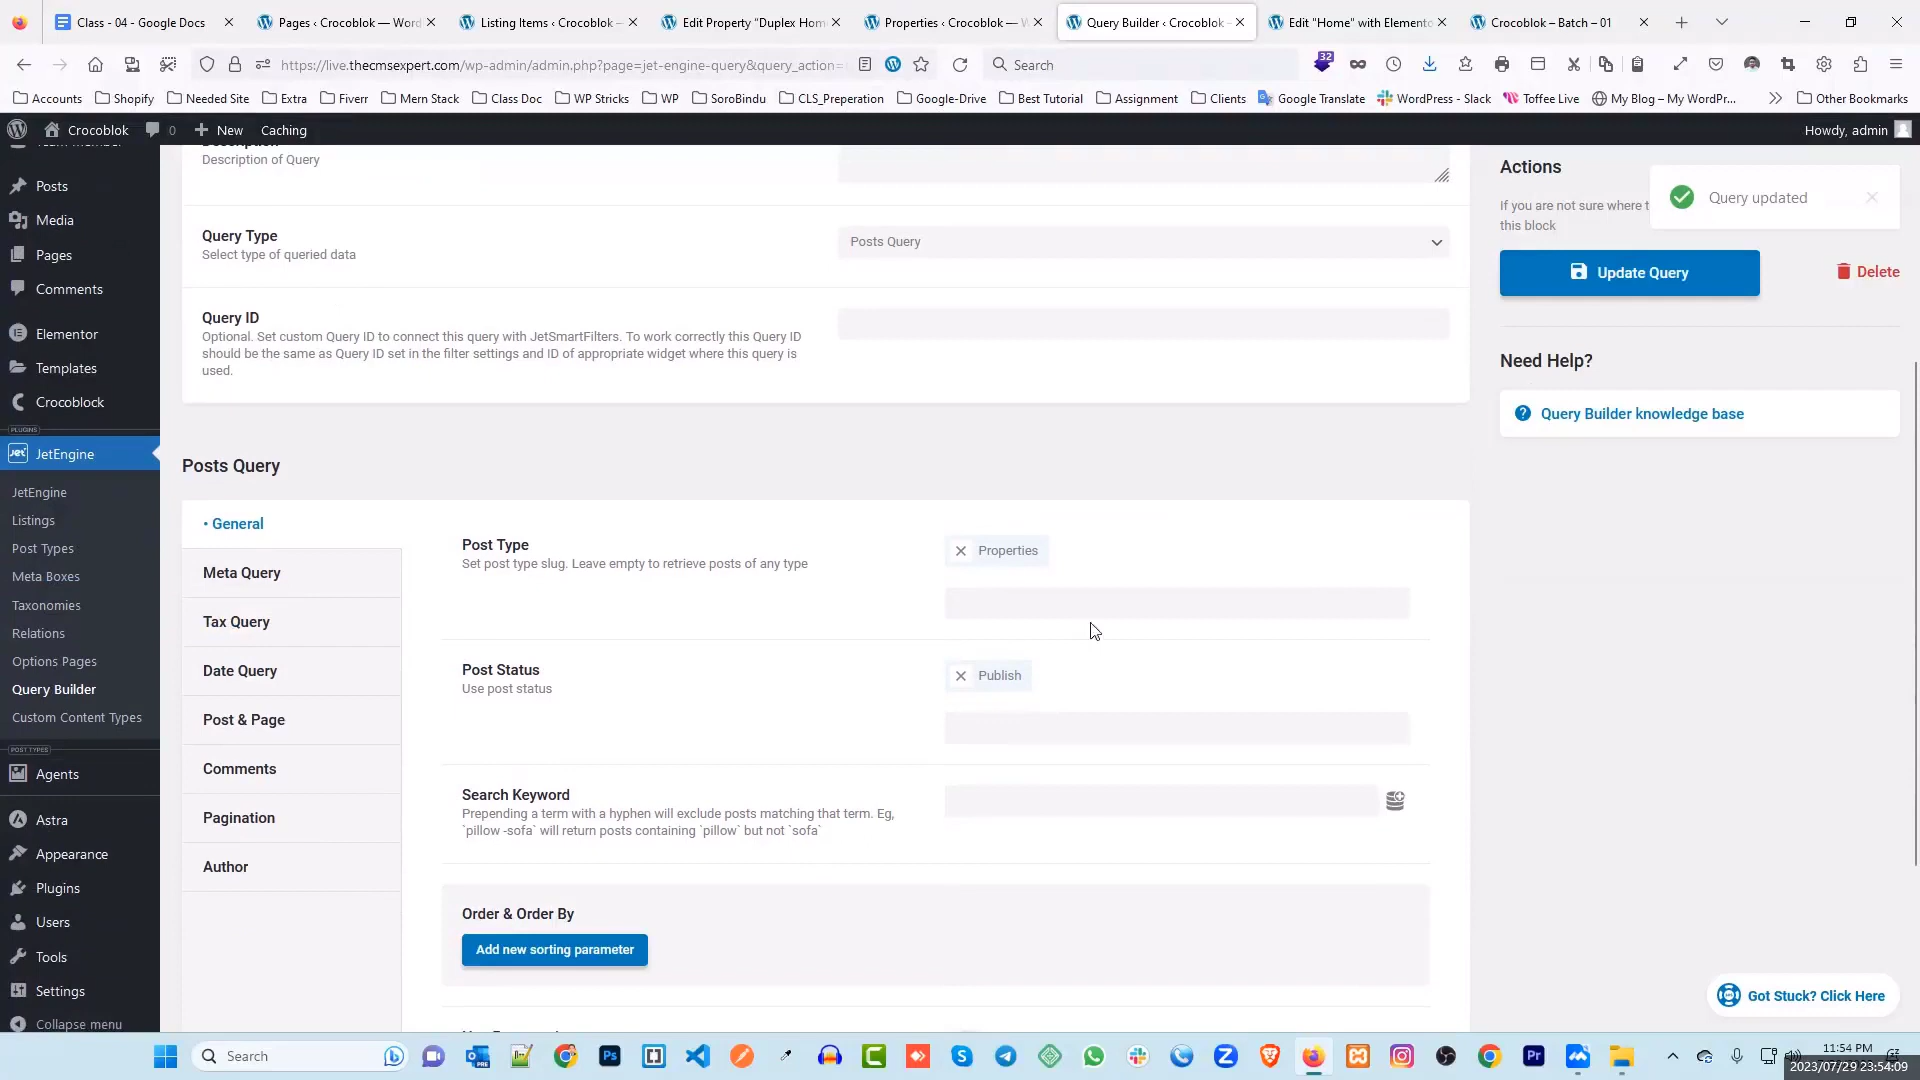 Class - 04 - Google Docs
Pages ‹ Crocoblok — Word
Listing Items ‹ Crocoblok
Edit Property "Duplex Hom
Properties ‹ Crocoblok — W
Query Builder ‹ Crocoblok
Edit "Home" with Elemento
Crocoblok – Batch – 01
https://live.thecmsexpert.com/wp-admin/admin.php?page=jet-engine-query&query_action=
Search
32
Accounts
Shopify
Needed Site
Extra
Fiverr
Mern Stack
Class Doc
WP Stricks
WP
SoroBindu
CLS_Preperation
Google-Drive
Best Tutorial
Assignment
Clients
Google Translate
WordPress - Slack
Toffee Live
My Blog – My WordPr...
Other Bookmarks
Crocoblok
0
New
Caching
Howdy, admin
Posts
Media
Pages
Comments
Elementor
Templates
Crocoblock
PLUGINS
JetEngine
JetEngine
Listings
Post Types
Meta Boxes
Taxonomies
Relations
Options Pages
Query Builder
Custom Content Types
POST TYPES
Agents
Astra
Appearance
Plugins
Users
Tools
Settings
Collapse menu
Description of Query
Query Type
Select type of queried data
Posts Query
Query ID
Optional. Set custom Query ID to connect this query with JetSmartFilters. To work correctly this Query ID
should be the same as Query ID set in the filter settings and ID of appropriate widget where this query is
used.
Posts Query
• General
Meta Query
Tax Query
Date Query
Post & Page
Comments
Pagination
Author
Post Type
Set post type slug. Leave empty to retrieve posts of any type
Properties
Post Status
Use post status
Publish
Search Keyword
Prepending a term with a hyphen will exclude posts matching that term. Eg,
`pillow -sofa` will return posts containing `pillow` but not `sofa`
Order & Order By
Add new sorting parameter
Actions
If you are not sure where t
this block
Query updated
Update Query
Delete
Need Help?
Query Builder knowledge base
Got Stuck? Click Here
Search
11:54 PM
2023/07/29 23:54:09